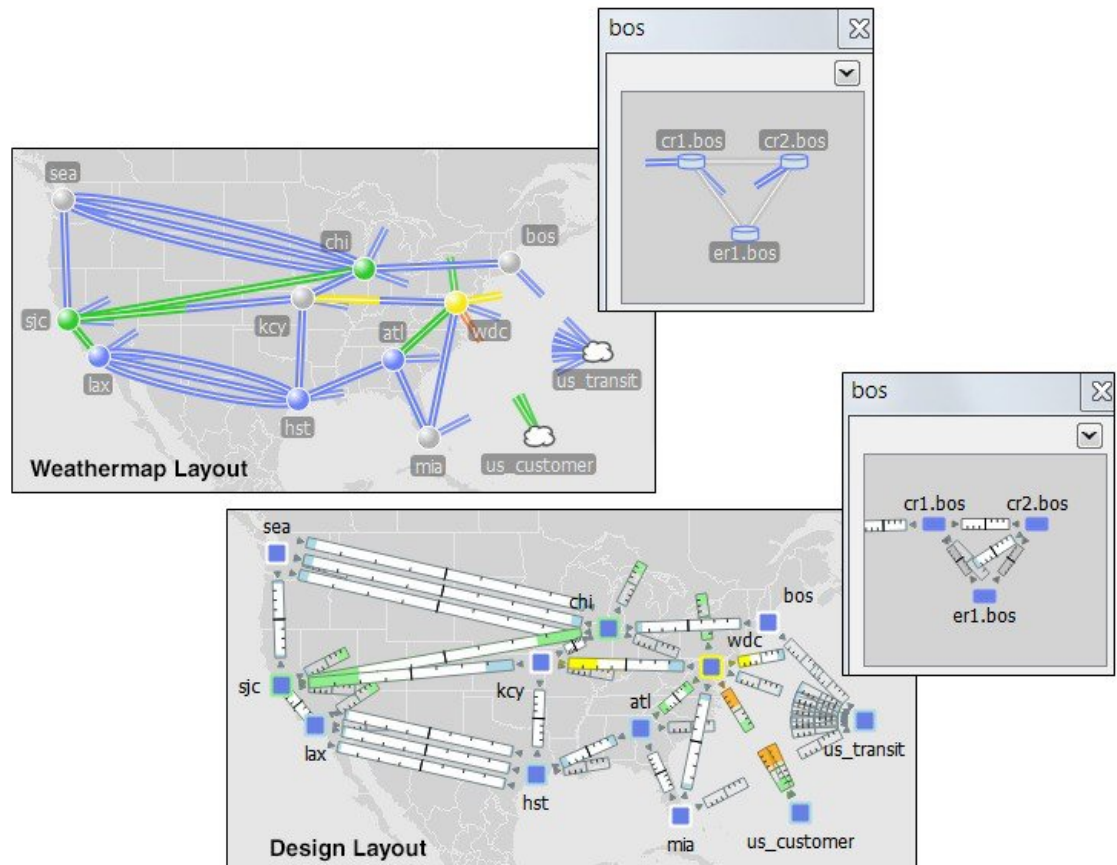 bos
cr1.bos
cr2.bos
er1.bos
sea
chi
bos
sjc
kcy
atl
wdc
lax
us_transit
hst
mia
us_customer
Weathermap Layout
bos
cr1.bos
cr2.bos
er1.bos
sea
chi
bos
wdc
sjc
kcy
atl
lax
us_transit
hst
mia
us_customer
Design Layout